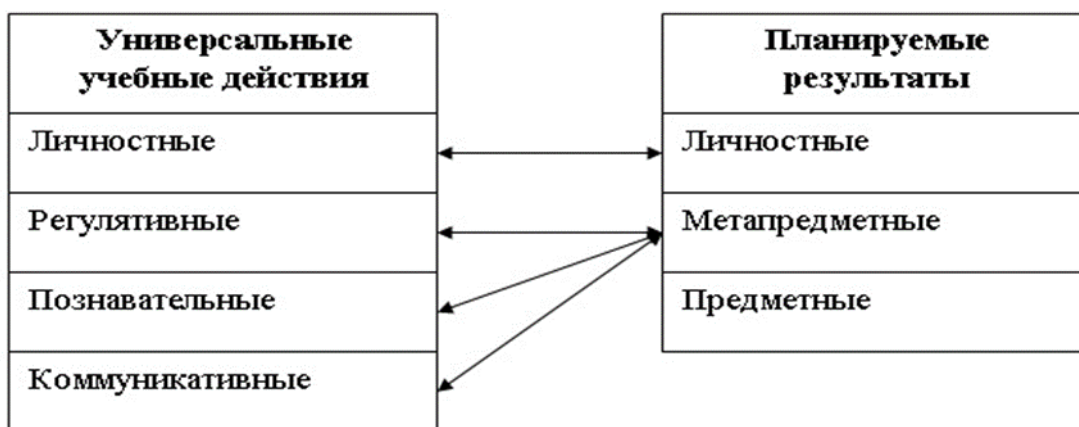 Универсальные
учебные действия
Личностные
Регулятивные
Познавательные
Коммуникативные
Планируемые
результаты
Личностные
Метапредметные
Предметные